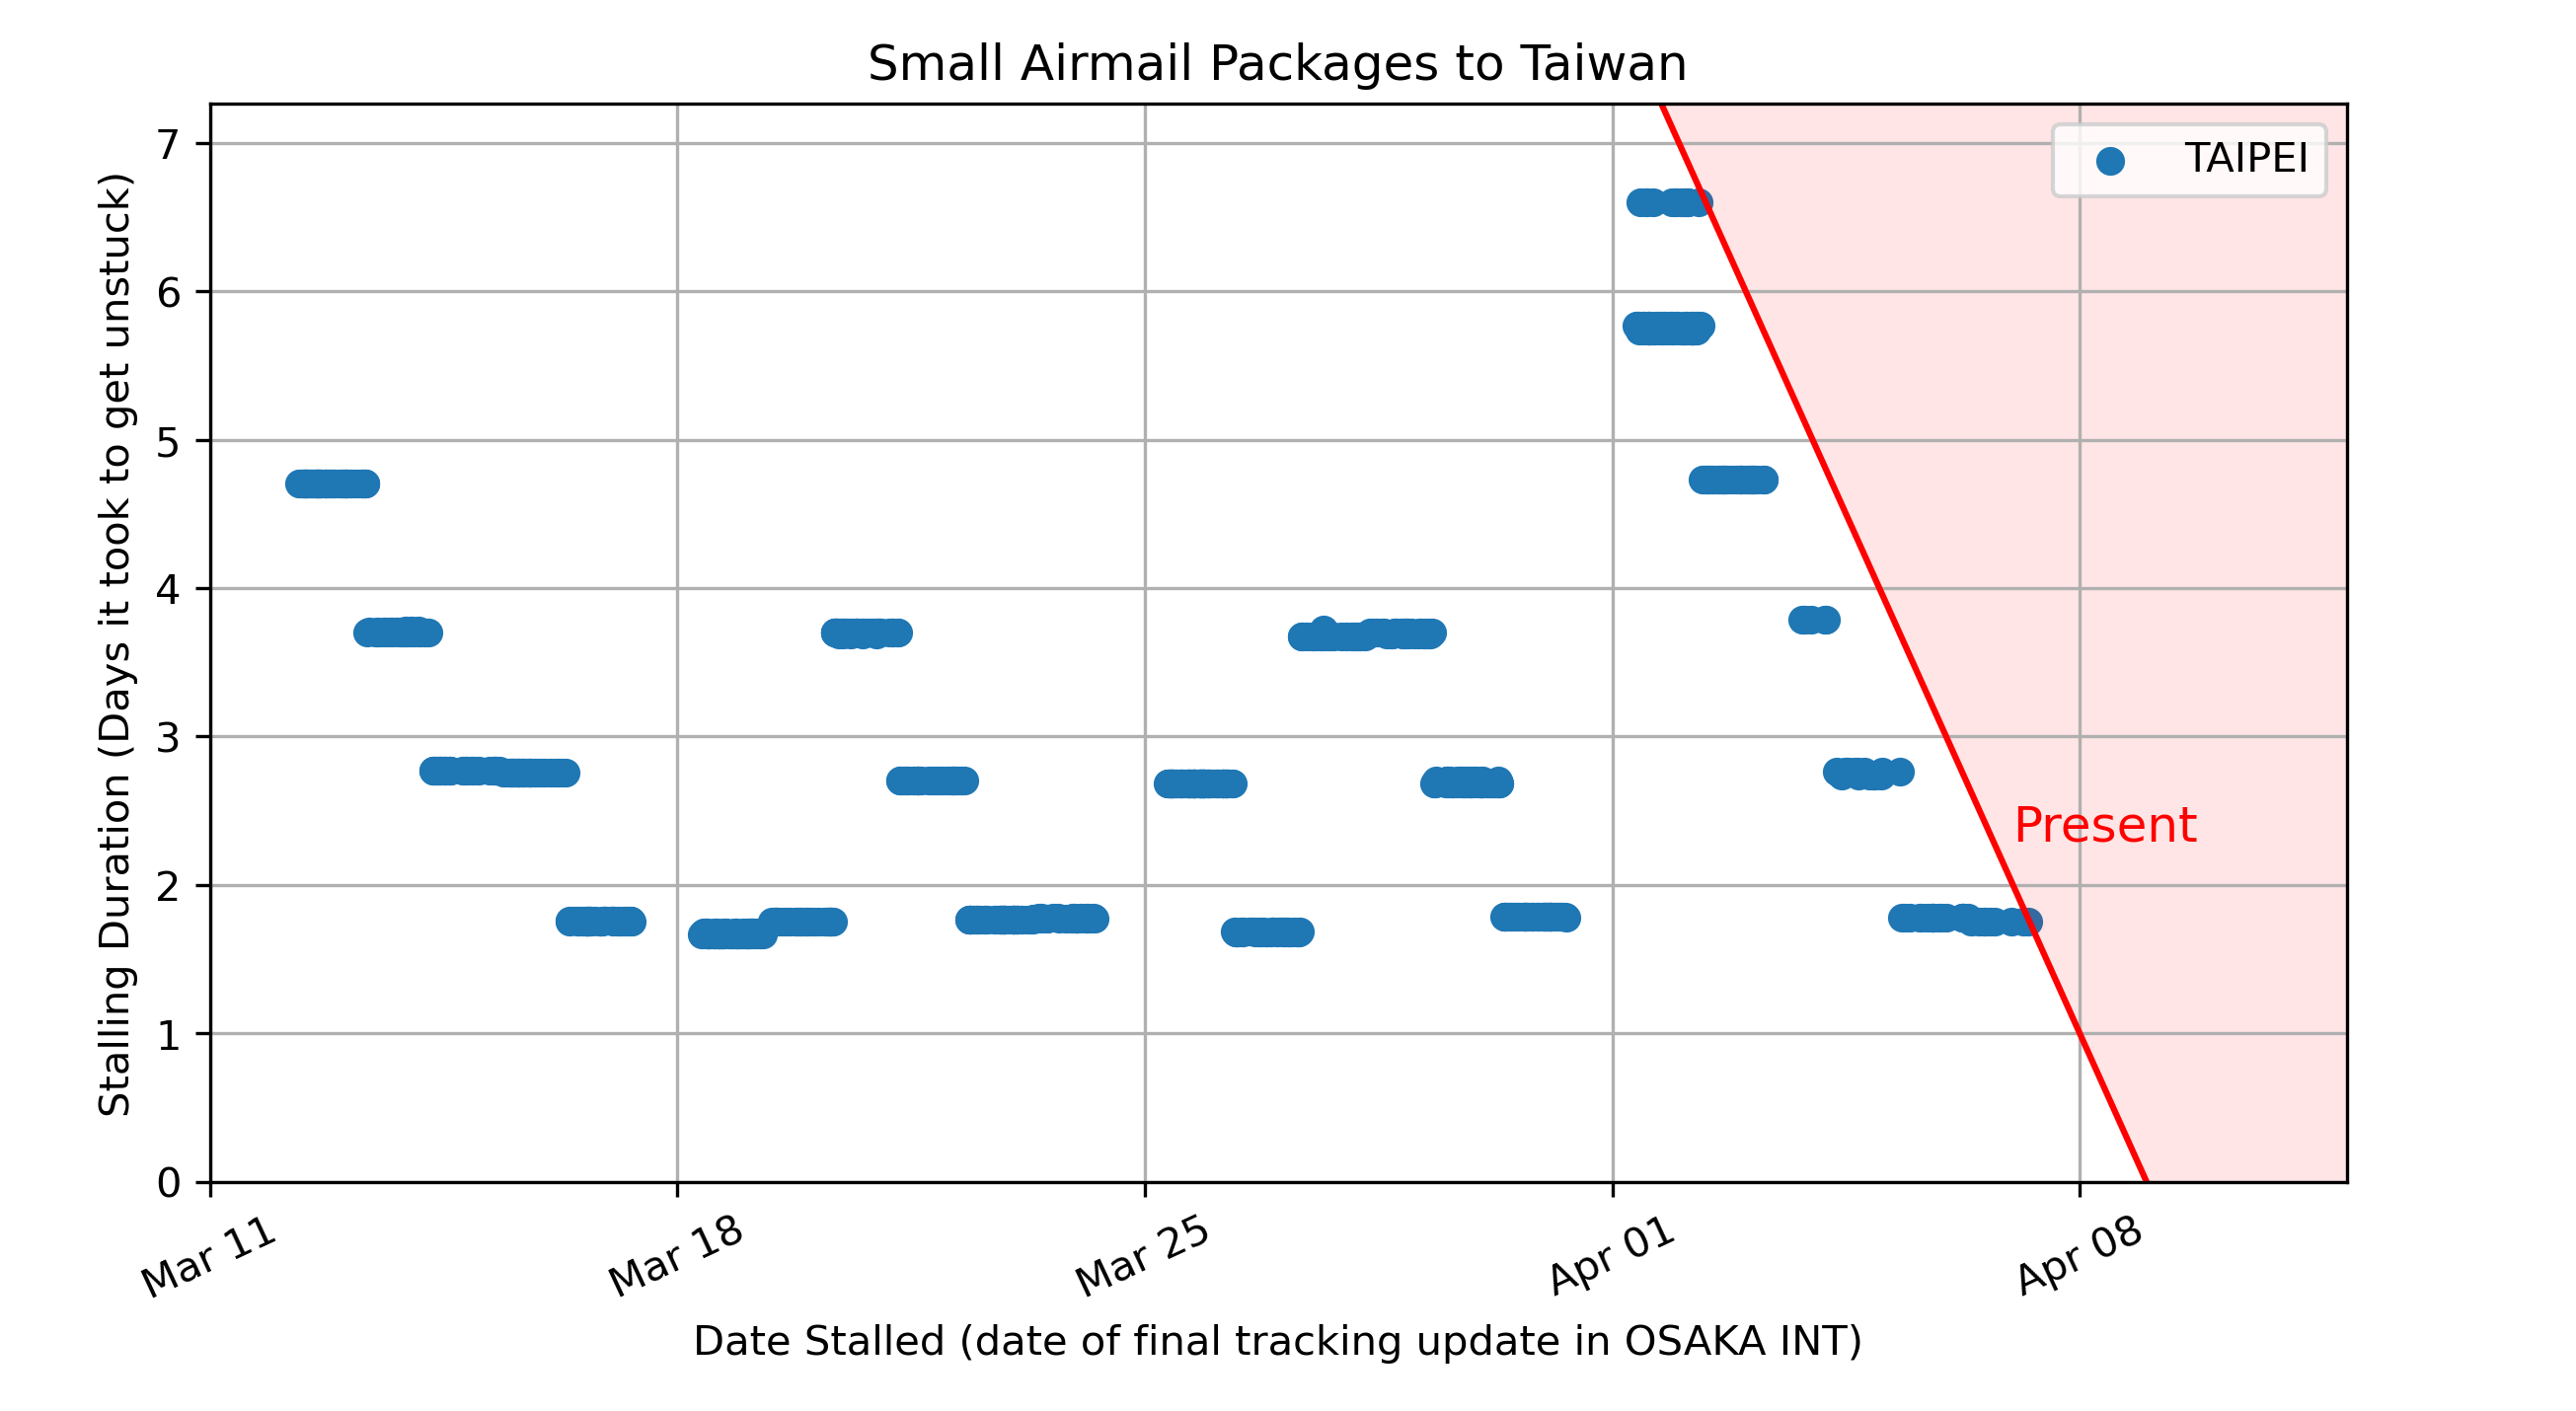 Small Airmail Packages to Taiwan
TAIPEI
Stalling Duration (Days it took to get unstuck)
7
6
5
4
3
2
1
0
Present
Mar 11
Mar 18
Mar 25
Apr 01
Apr 08
Date Stalled (date of final tracking update in OSAKA INT)